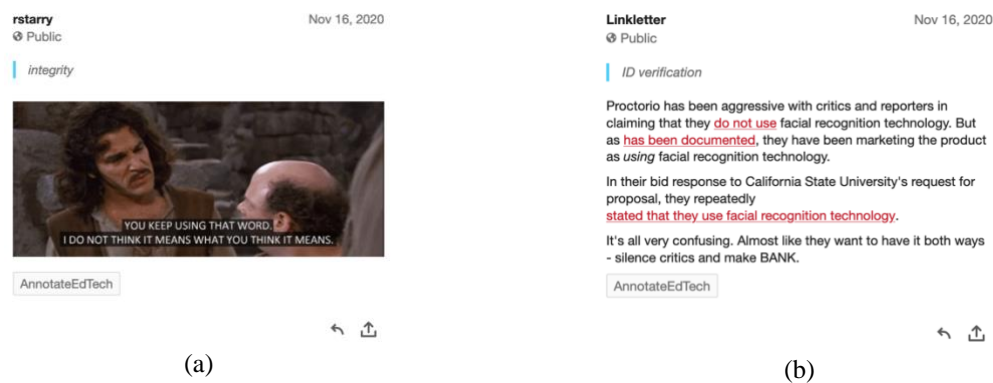 rstarry
Nov 16, 2020
Public
integrity
YOU KEEP USING THAT WORD.
I DO NOT THINK IT MEANS WHAT YOU THINK IT MEANS.
AnnotateEdTech
(a)
Linkletter
Nov 16, 2020
Public
ID verification
Proctorio has been aggressive with critics and reporters in
claiming that they do not use facial recognition technology. But
as has been documented, they have been marketing the product
as using facial recognition technology.
In their bid response to California State University's request for
proposal, they repeatedly
stated that they use facial recognition technology.
It's all very confusing. Almost like they want to have it both ways
- silence critics and make BANK.
AnnotateEdTech
(b)